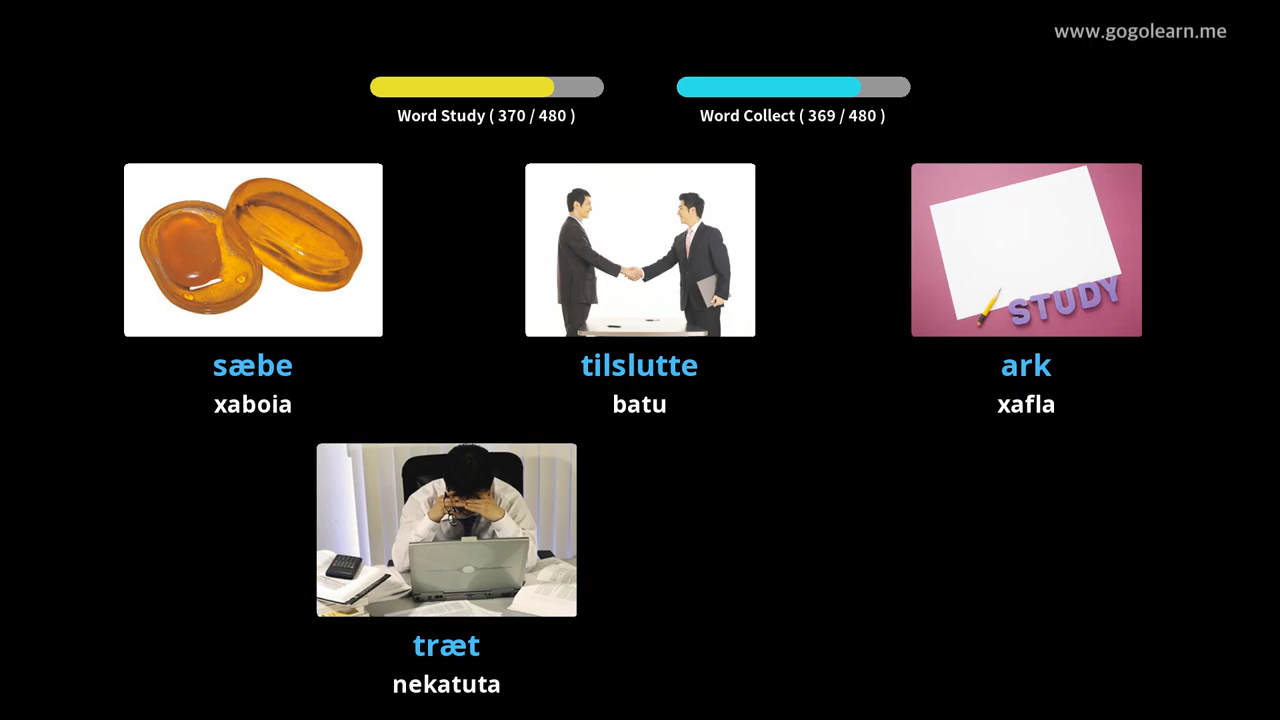 www.gogolearn.me
Word Study ( 370 / 480 )
Word Collect ( 369 / 480 )
STUDY
sæbe
xaboia
tilslutte
batu
ark
xafla
træt
nekatuta